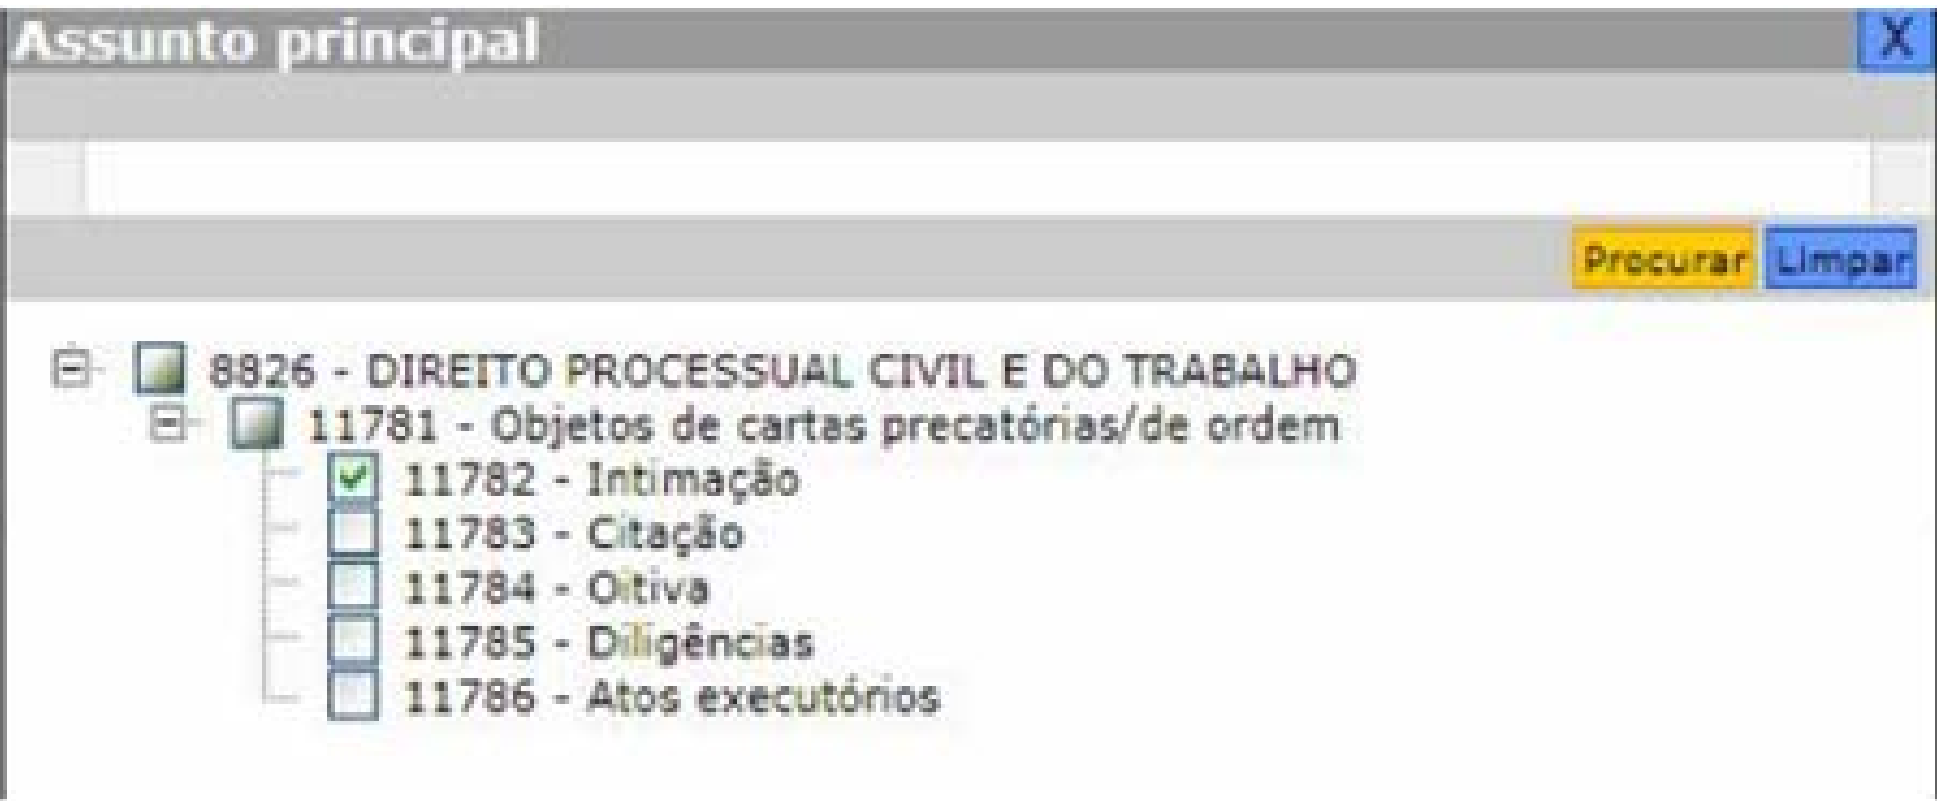 Assunto principal
X
Procurar Limpar
8826 - DIREITO PROCESSUAL CIVIL E DO TRABALHO
11781 - Objetos de cartas precatórias/de ordem
11782 - Intimação
11783 - Citação
11784 - Oitiva
11785 - Diligências
11786 - Atos executórios